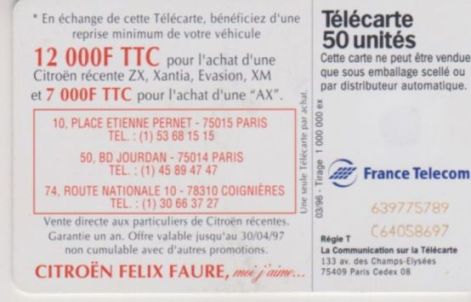 * En échange de cette Télécarte, bénéficiez d'une
reprise minimum de votre véhicule
12 000F TTC pour l'achat d'une
Citroën récente ZX, Xantia, Evasion, XM
et 7 000F TTC pour l'achat d'une "AX".
10, PLACE ETIENNE PERNET - 75015 PARIS
TEL. : (1) 53 68 15 15
50, BD JOURDAN - 75014 PARIS
TEL. : (1) 45 89 47 47
74, ROUTE NATIONALE 10 - 78310 COIGNIÈRES
TEL. : (1) 30 66 37 27
Vente directe aux particuliers de Citroën récentes.
Garantie un an. Offre valable jusqu'au 30/04/97
non cumulable avec d'autres promotions.
CITROËN FELIX FAURE, moi j'aime...
Une seule Télécarte par achat.
03/96 - Tirage 1 000 000 ex
Télécarte
50 unités
Cette carte ne peut être vendue
que sous emballage scellé ou
par distributeur automatique.
France Telecom
639775789
C64058697
Régie T
La Communication sur la Télécarte
133 av. des Champs-Elysées
75409 Paris Cedex 08